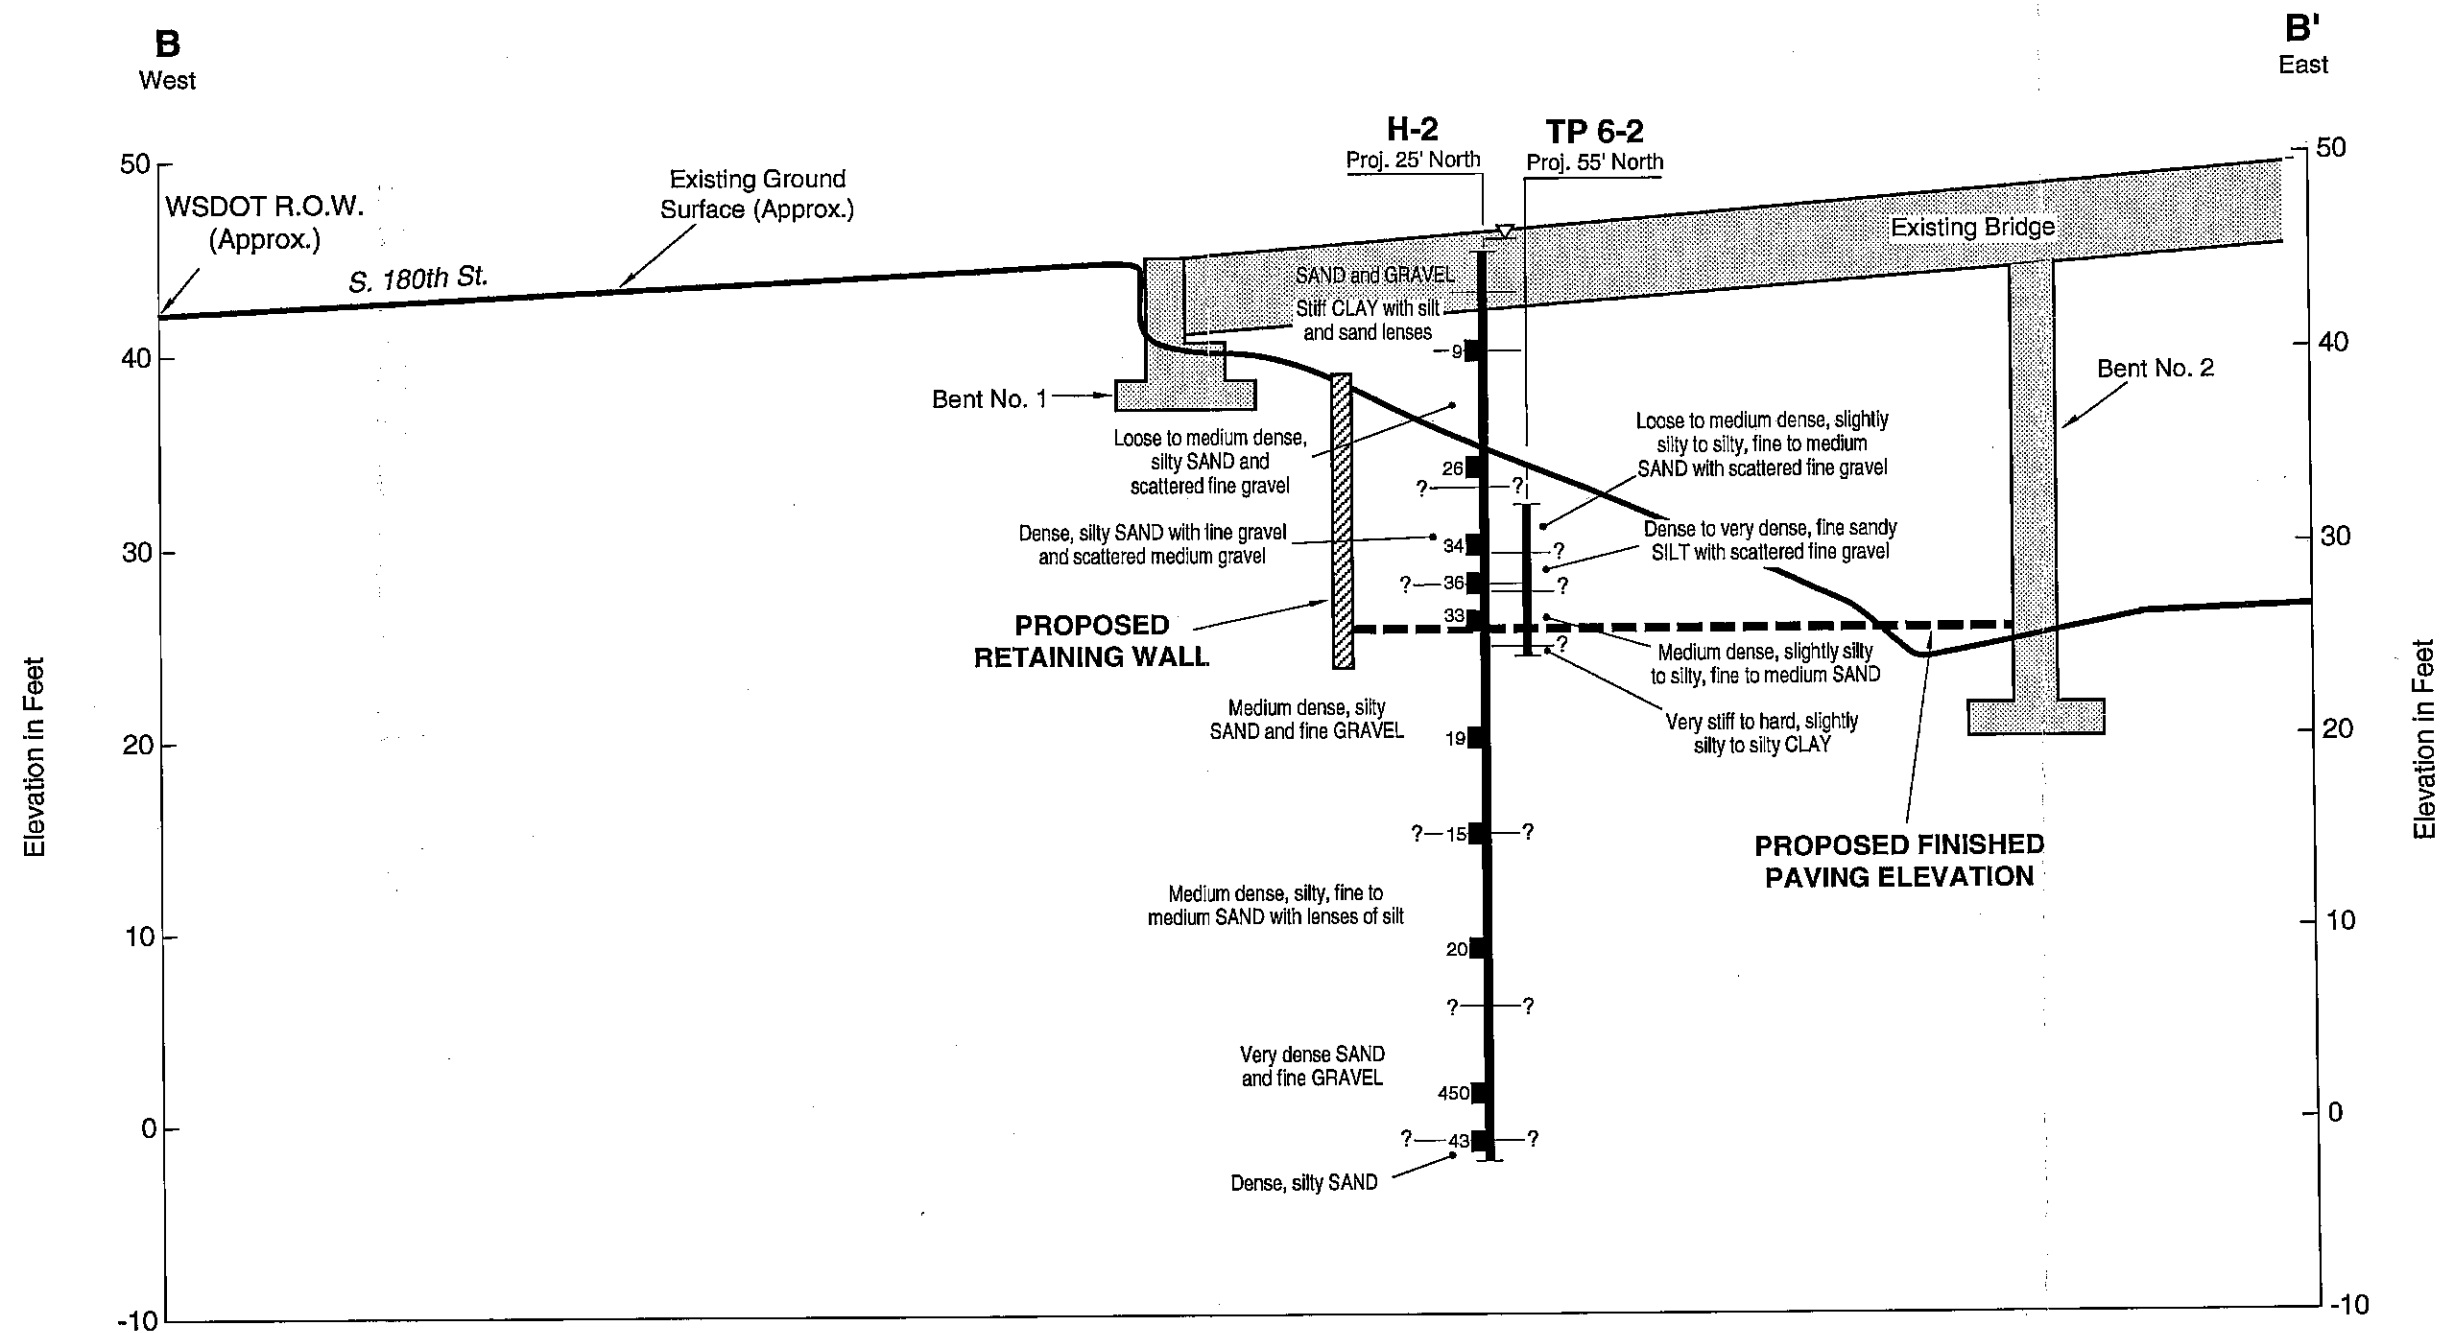 B
West
B'
East
H-2
Proj. 25' North
TP 6-2
Proj. 55' North
50
50
WSDOT R.O.W.
(Approx.)
Existing Ground
Surface (Approx.)
S. 180th St.
Existing Bridge
SAND and GRAVEL
Stiff CLAY with silt
and sand lenses
9
40
40
Bent No. 1
Bent No. 2
Loose to medium dense,
silty SAND and
scattered fine gravel
Loose to medium dense, slightly
silty to silty, fine to medium
SAND with scattered fine gravel
26
? ?
Dense, silty SAND with fine gravel
and scattered medium gravel
Dense to very dense, fine sandy
SILT with scattered fine gravel
30
30
34
?
? 36 ?
33
PROPOSED
RETAINING WALL
?
Medium dense, slightly silty
to silty, fine to medium SAND
Very stiff to hard, slightly
silty to silty CLAY
Medium dense, silty
SAND and fine GRAVEL
19
20
20
Elevation in Feet
Elevation in Feet
? 15 ?
PROPOSED FINISHED
PAVING ELEVATION
Medium dense, silty, fine to
medium SAND with lenses of silt
10
10
20
? ?
Very dense SAND
and fine GRAVEL
450
0
0
? 43 ?
Dense, silty SAND
-10
-10